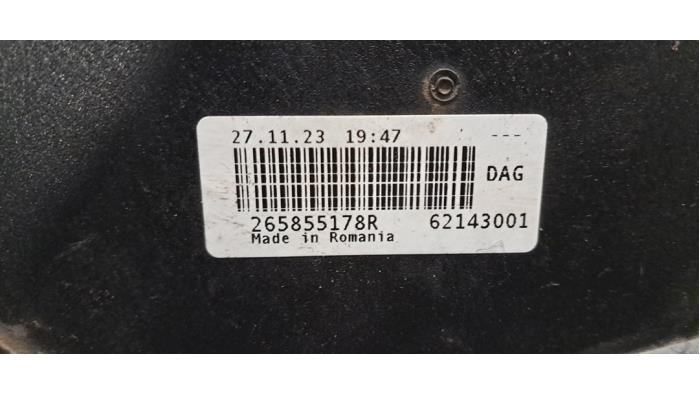 27.11.23 19:47 ---
DAG
265855178R 62143001
Made in Romania